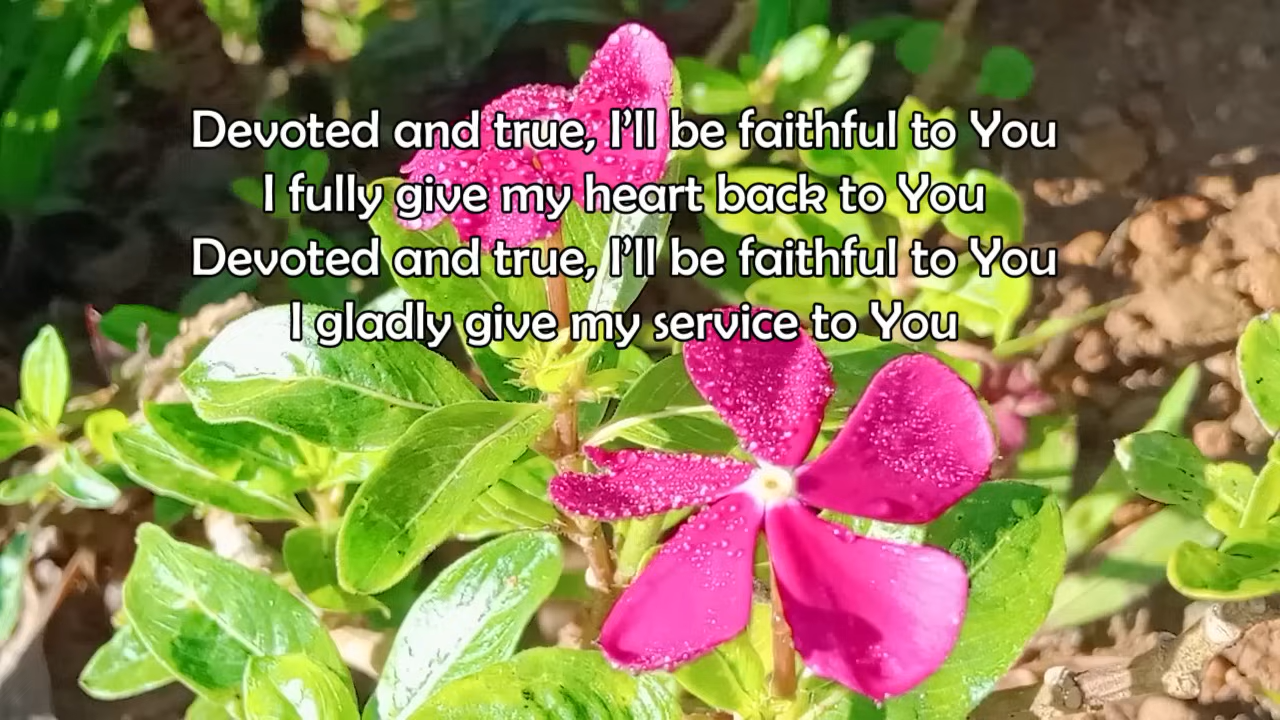 Devoted and true, I'll be faithful to You
I fully give my heart back to You
Devoted and true, I'll be faithful to You
I gladly give my service to You